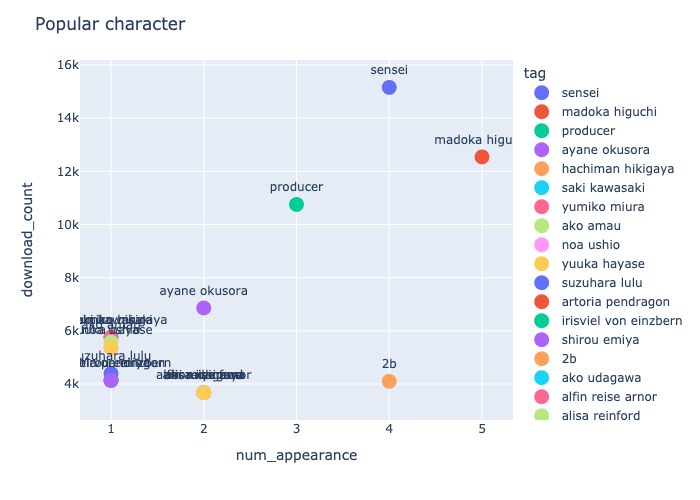 Popular character
16k
14k
12k
10k
8k
6k
4k
download_count
sensei
madoka higu
producer
ayane okusora
suzuhara lulu
2b
1
2
3
4
5
num_appearance
tag
sensei
madoka higuchi
producer
ayane okusora
hachiman hikigaya
saki kawasaki
yumiko miura
ako amau
noa ushio
yuuka hayase
suzuhara lulu
artoria pendragon
irisviel von einzbern
shirou emiya
2b
ako udagawa
alfin reise arnor
alisa reinford